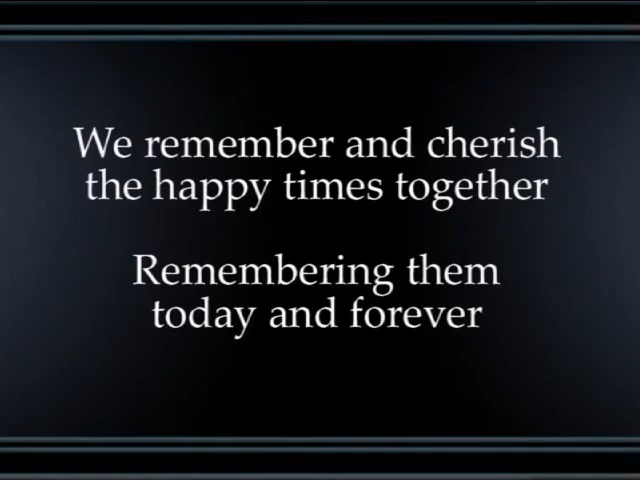 We remember and cherish
the happy times together
Remembering them
today and forever